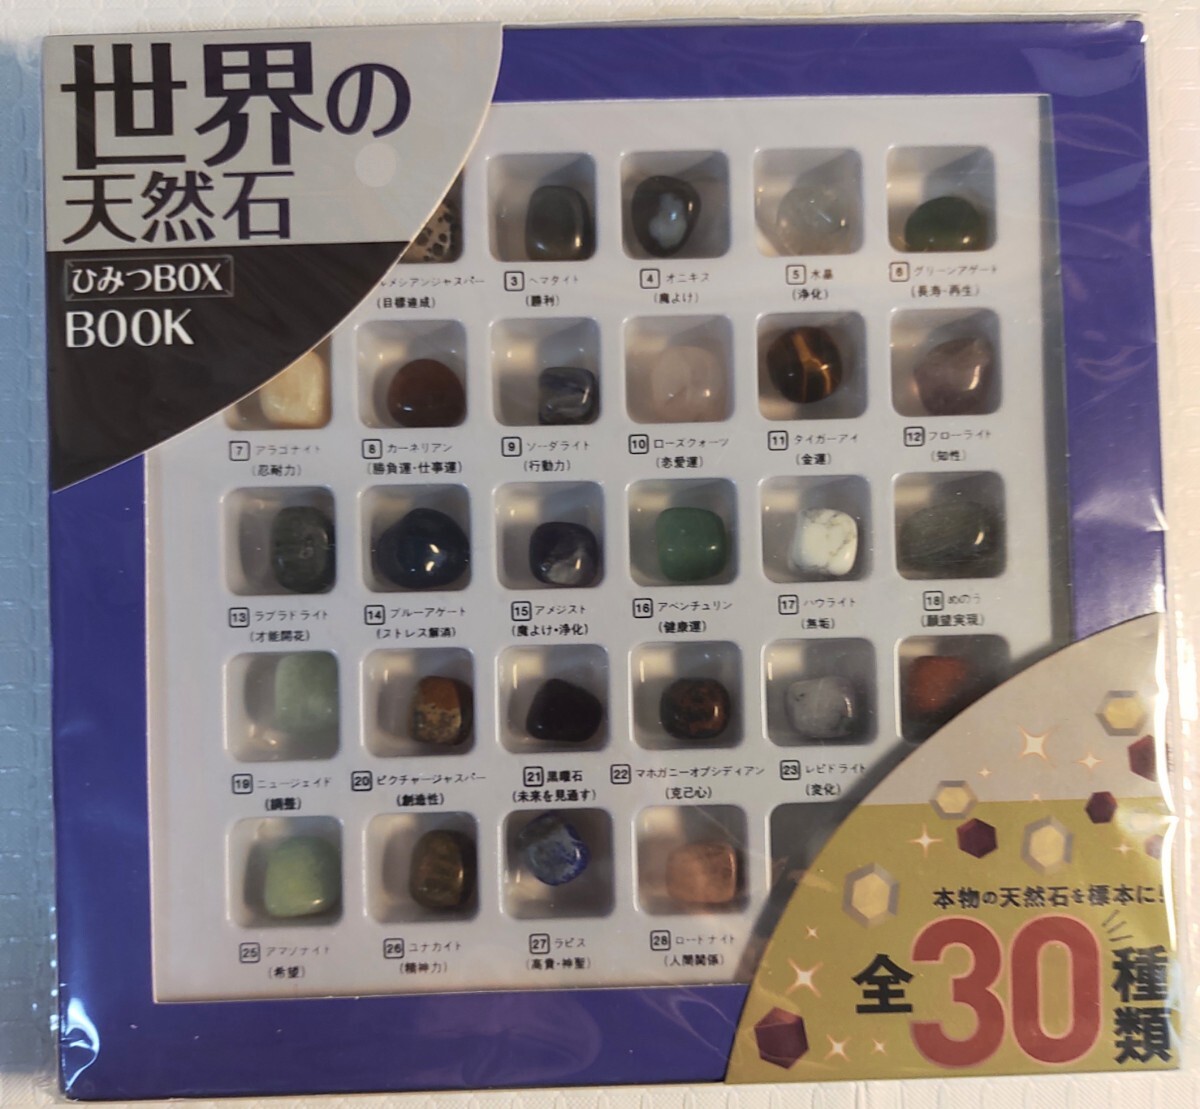 世界の
天然石
ひみつBOX
BOOK
ルメシアンジャスパー
(目標達成)
3 ヘマタイト
(勝利)
4 オニキス
(魔よけ)
5 水晶
(浄化)
6 グリーンアゲート
(長寿・再生)
7 アラゴナイト
(忍耐力)
8 カーネリアン
(勝負運・仕事運)
9 ソーダライト
(行動力)
10 ローズクォーツ
(恋愛運)
11 タイガーアイ
(金運)
12 フローライト
(知性)
13 ラブラドライト
(才能開花)
14 ブルーアゲート
(ストレス解消)
15 アメジスト
(魔よけ・浄化)
16 アベンチュリン
(健康運)
17 ハウライト
(無垢)
18 めのう
(願望実現)
19 ニュージェイド
(調整)
20 ピクチャージャスパー
(創造性)
21 黒曜石
(未来を見通す)
22 マホガニーオブシディアン
(克己心)
23 レピドライト
(変化)
25 アマゾナイト
(希望)
26 ユナカイト
(精神力)
27 ラピス
(高貴・神聖)
28 ロードナイト
(人間関係)
本物の天然石を標本に!
全30種類